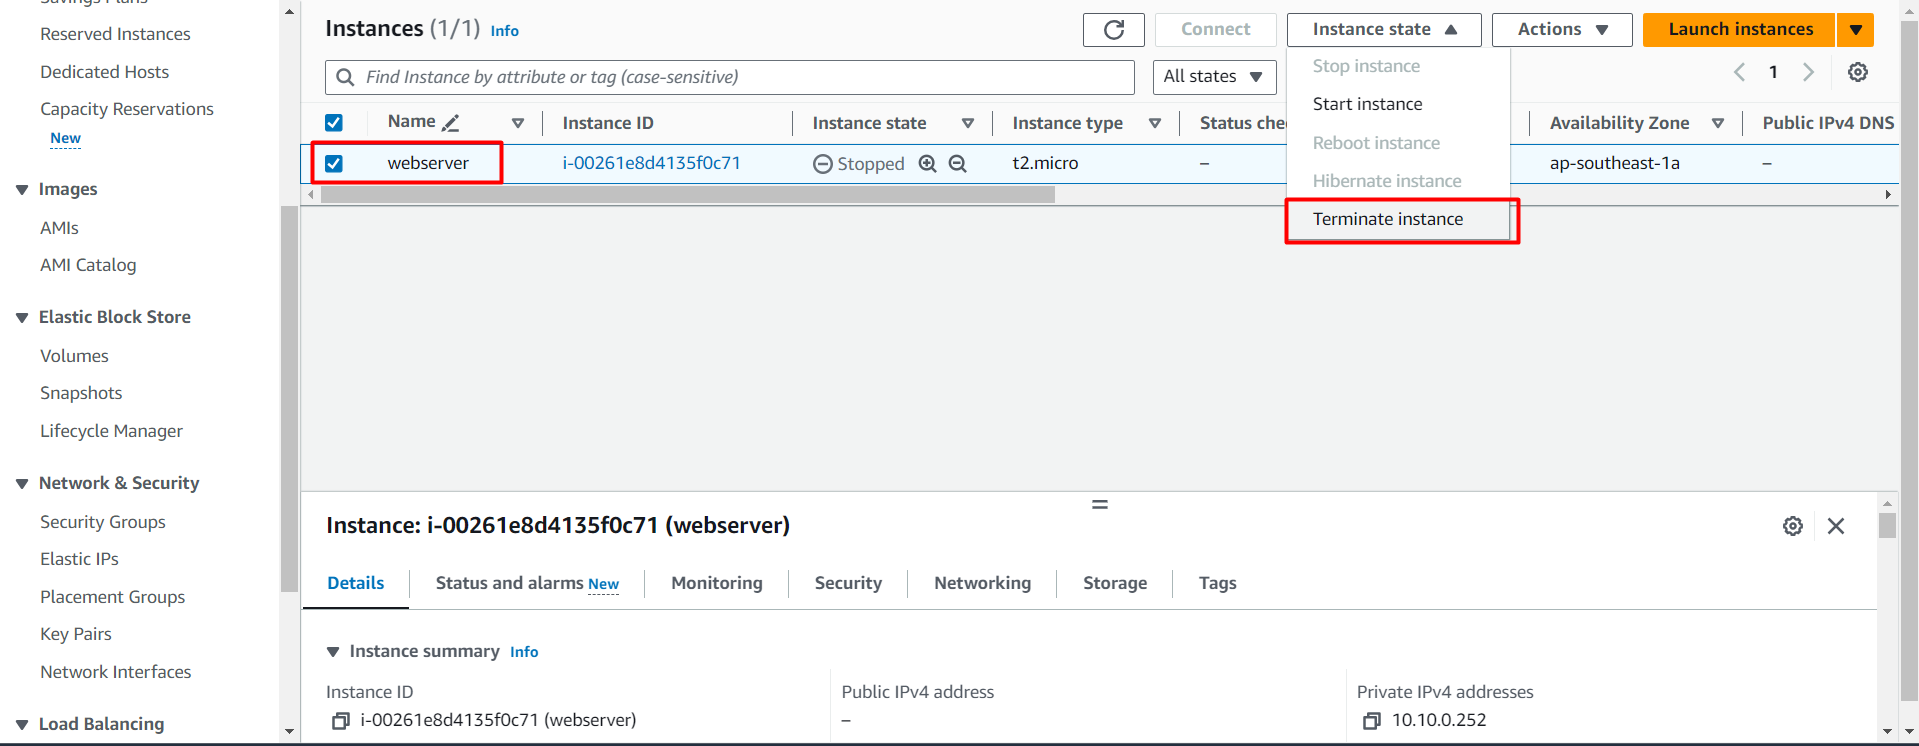 Savings Plans
Reserved Instances
Dedicated Hosts
Capacity Reservations
New
Images
AMIs
AMI Catalog
Elastic Block Store
Volumes
Snapshots
Lifecycle Manager
Network & Security
Security Groups
Elastic IPs
Placement Groups
Key Pairs
Network Interfaces
Load Balancing
Instances (1/1) Info
Connect
Instance state
Actions
Launch instances
Find Instance by attribute or tag (case-sensitive)
All states
1
Stop instance
Start instance
Reboot instance
Hibernate instance
Terminate instance
Name Instance ID Instance state Instance type Status che Availability Zone Public IPv4 DNS
webserver i-00261e8d4135f0c71 Stopped t2.micro – ap-southeast-1a –
Instance: i-00261e8d4135f0c71 (webserver)
Details Status and alarms New Monitoring Security Networking Storage Tags
Instance summary Info
Instance ID Public IPv4 address Private IPv4 addresses
i-00261e8d4135f0c71 (webserver) – 10.10.0.252